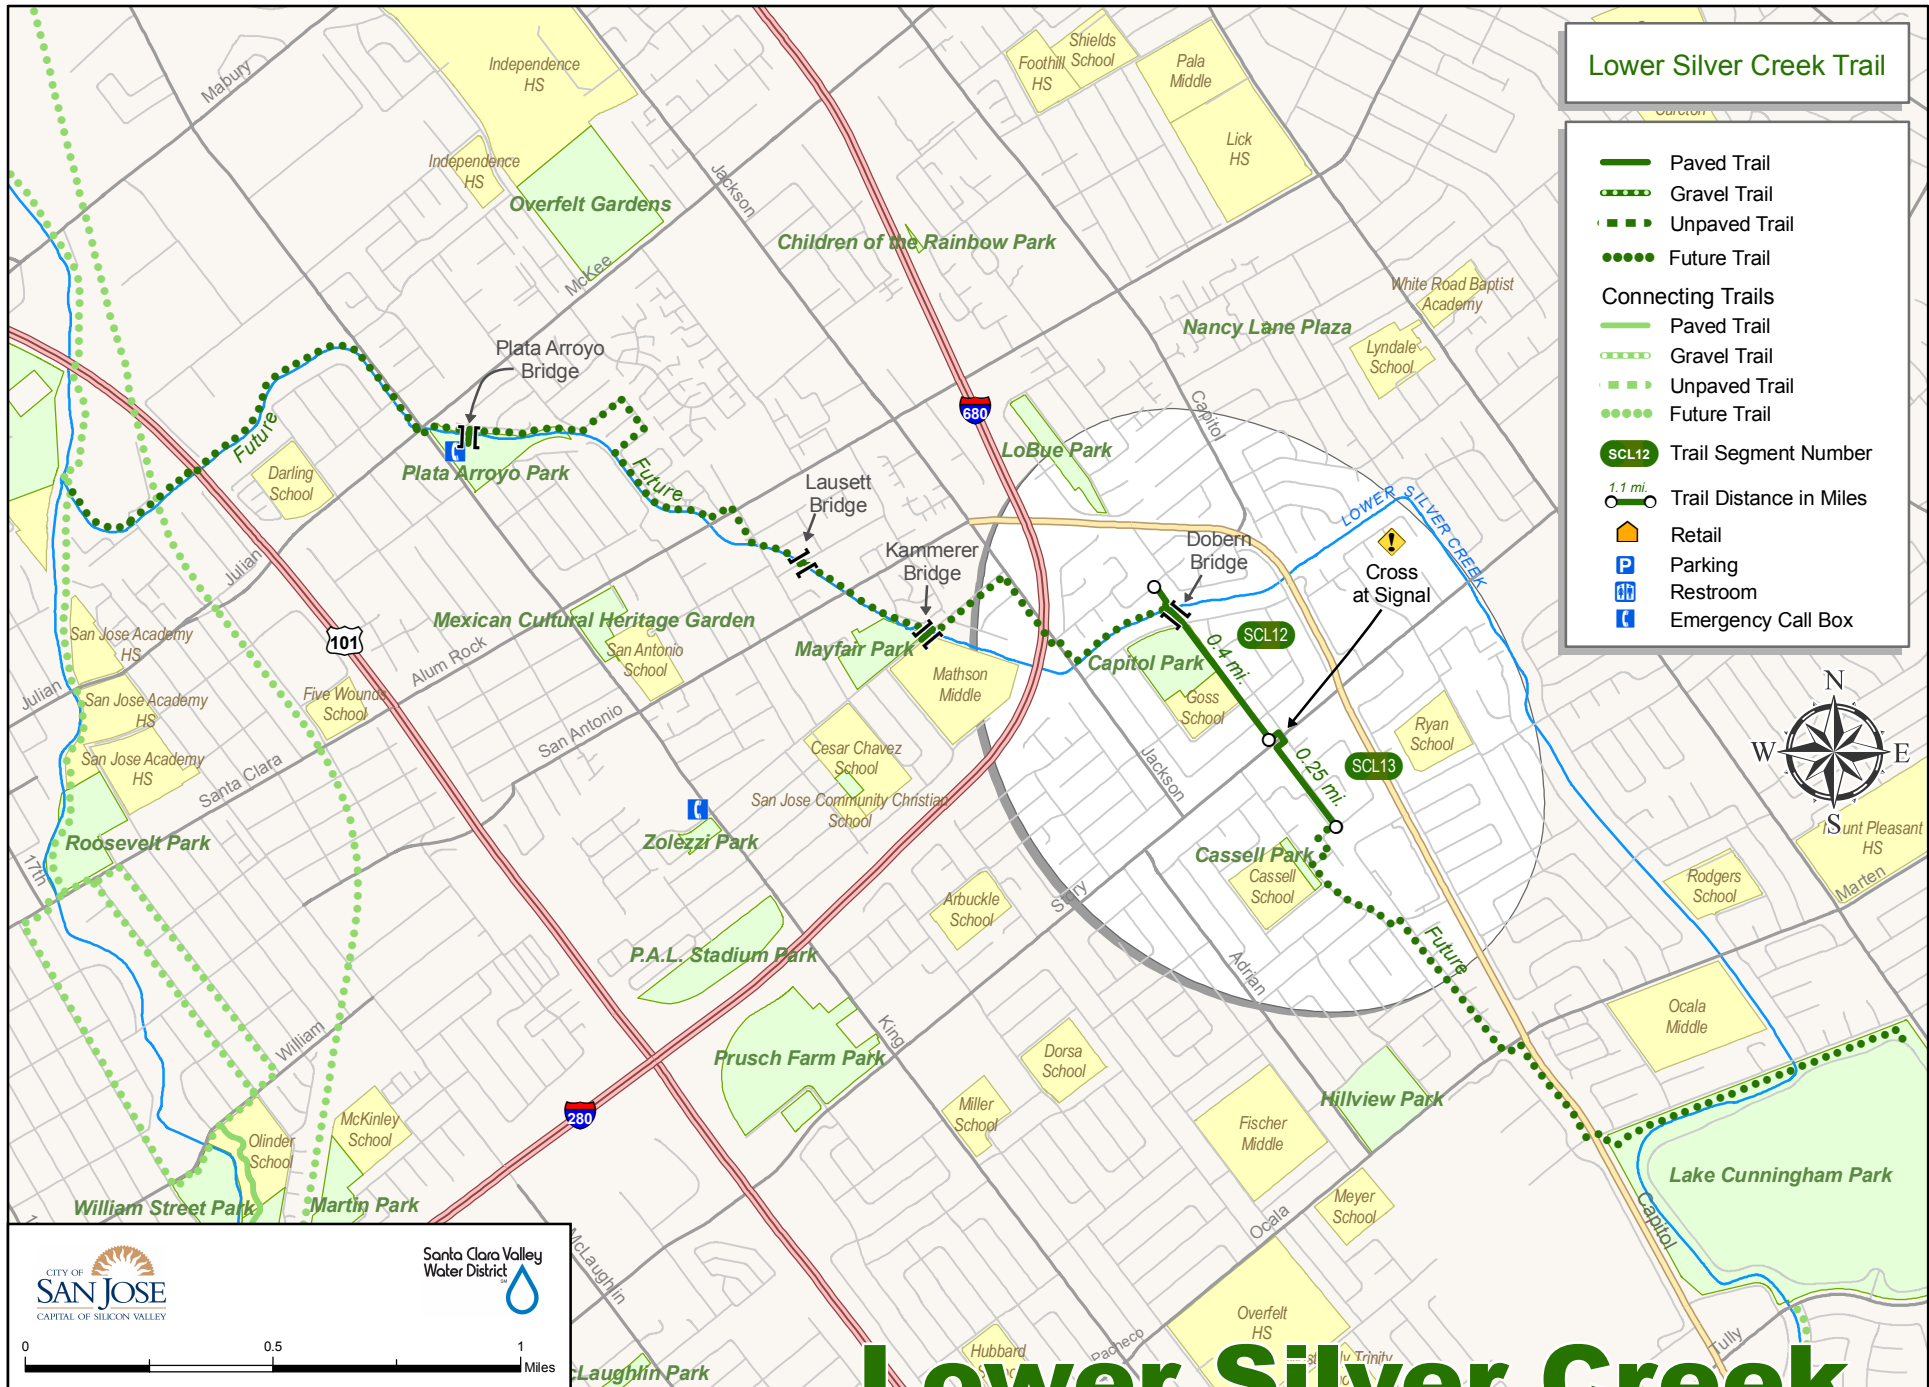 Lower Silver Creek Trail
Paved Trail
Gravel Trail
Unpaved Trail
Future Trail
Connecting Trails
Paved Trail
Gravel Trail
Unpaved Trail
Future Trail
SCL12 Trail Segment Number
1.1 mi.
Trail Distance in Miles
Retail
P Parking
Restroom
Emergency Call Box
N
W
E
S
Mabury
Independence
HS
Independence
HS
Overfelt Gardens
McKee
Jackson
Shields
School
Foothill
HS
Pala
Middle
Lick
HS
Children of the Rainbow Park
White Road Baptist
Academy
Nancy Lane Plaza
Lyndale
School
Plata Arroyo
Bridge
680
Capitol
Future
Darling
School
Plata Arroyo Park
Future
LoBue Park
Lausett
Bridge
LOWER SILVER CREEK
Kammerer
Bridge
Dobern
Bridge
Cross
at Signal
Julian
Mexican Cultural Heritage Garden
San Jose Academy
HS
101
San Antonio
School
Mayfair Park
Mathson
Middle
Capitol Park
0.4 mi.
SCL12
Alum Rock
Julian
San Jose Academy
HS
Five Wounds
School
Goss
School
Ryan
School
San Antonio
Cesar Chavez
School
San Jose Academy
HS
Santa Clara
Jackson
0.25 mi.
SCL13
San Jose Community Christian
School
Roosevelt Park
17th
Zolezzi Park
Cassell Park
Cassell
School
Mount Pleasant
HS
Rodgers
School
Marten
Arbuckle
School
Story
P.A.L. Stadium Park
Adrian
Future
William
King
Ocala
Middle
Prusch Farm Park
Dorsa
School
280
Miller
School
Hillview Park
Fischer
Middle
McKinley
School
Olinder
School
Lake Cunningham Park
William Street Park
Martin Park
Meyer
School
Ocala
Capitol
McLaughlin
CITY OF
SAN JOSE
CAPITAL OF SILICON VALLEY
Santa Clara Valley
Water District
0
0.5
1
Miles
Overfelt
HS
Hubbard
Pacheco
Trinity
Tully
McLaughlin Park
Lower Silver Creek